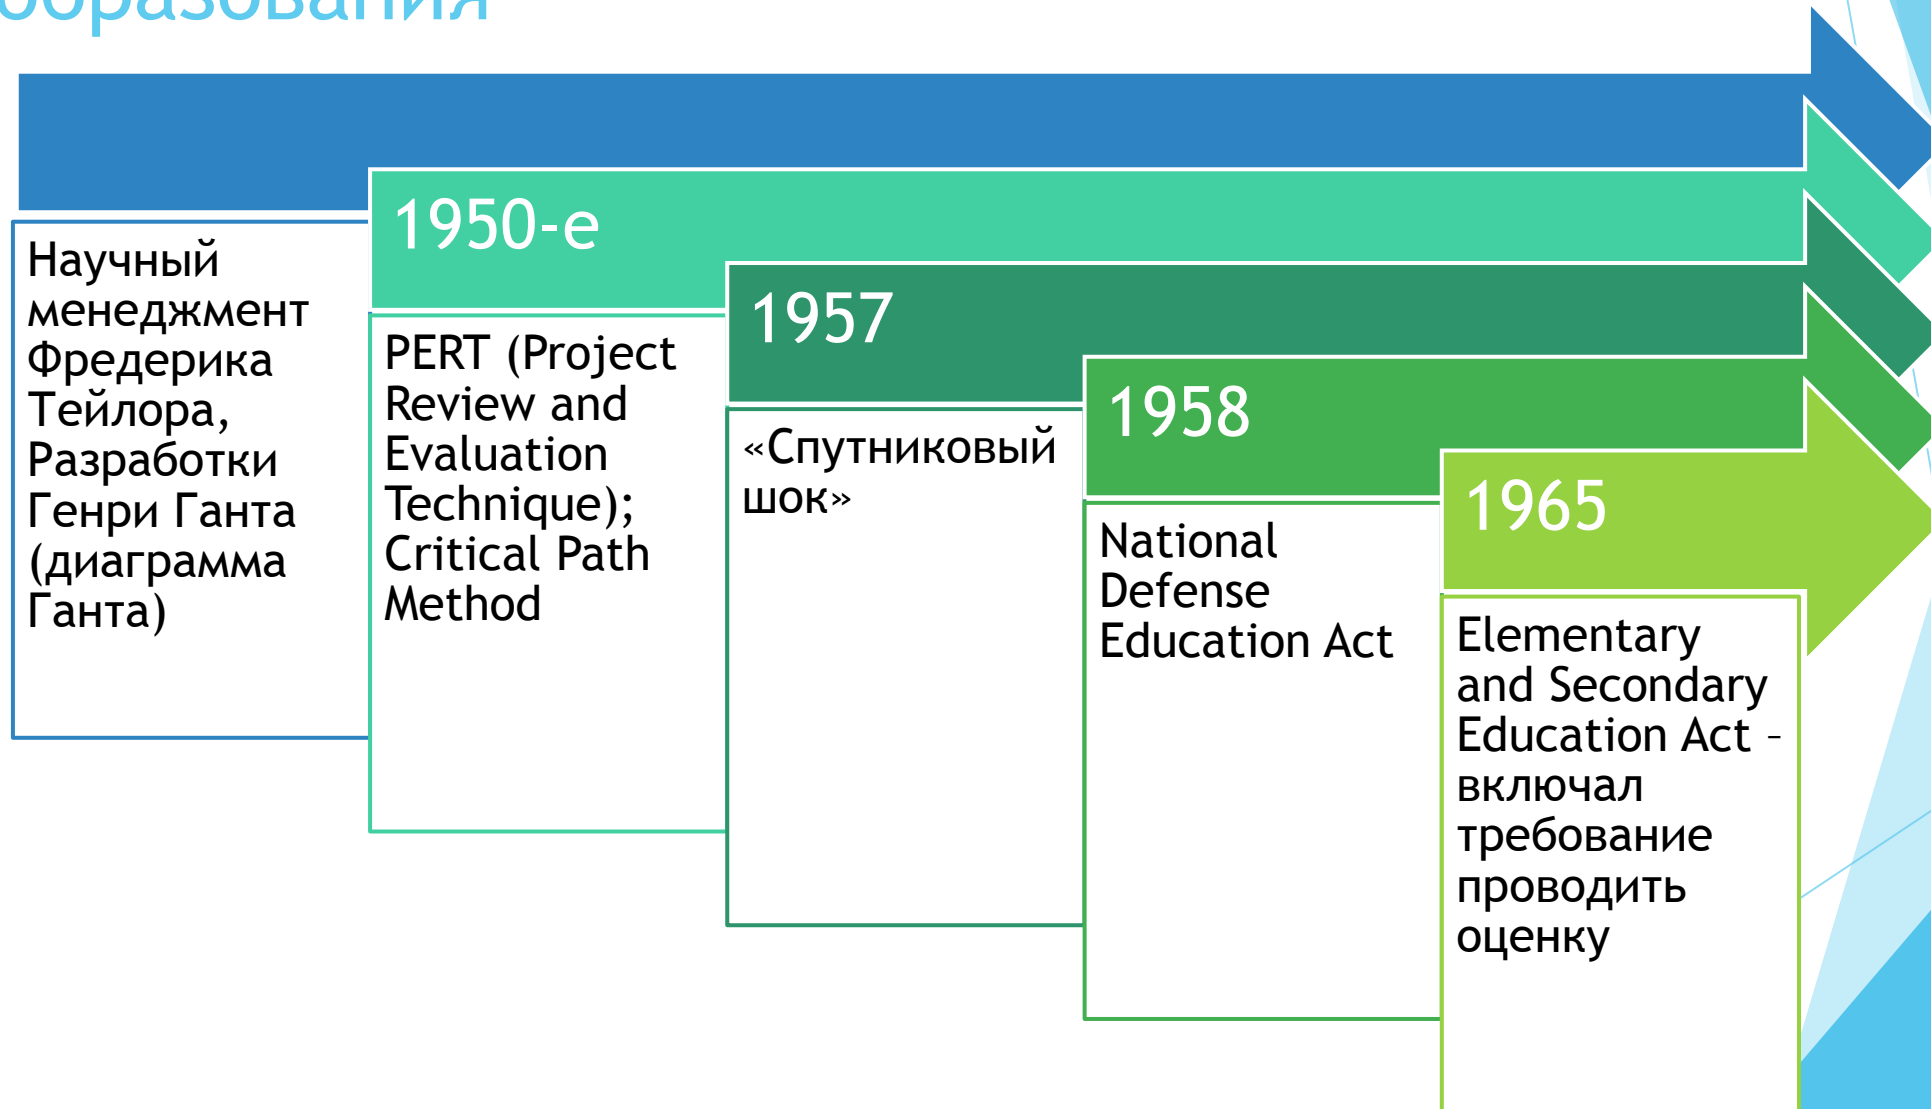 образования
Научный
менеджмент
Фредерика
Тейлора,
Разработки
Генри Ганта
(диаграмма
Ганта)
1950-е
PERT (Project
Review and
Evaluation
Technique);
Critical Path
Method
1957
«Спутниковый
шок»
1958
National
Defense
Education Act
1965
Elementary
and Secondary
Education Act –
включал
требование
проводить
оценку